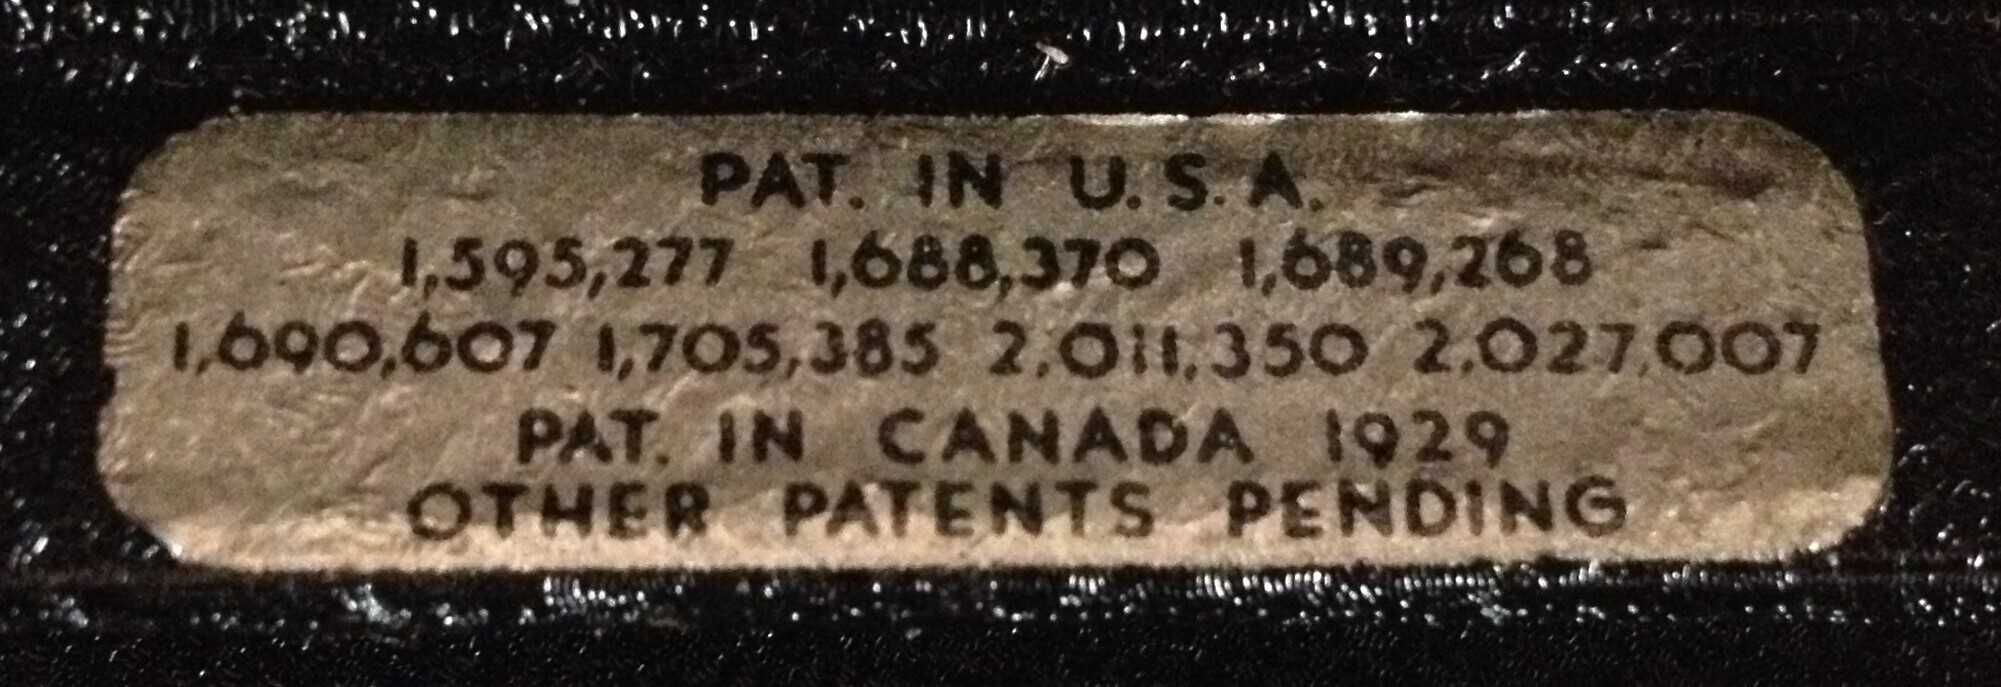 PAT. IN U.S.A.
1,595,277 1,688,370 1,689,268
1,690,607 1,705,385 2,011,350 2,027,007
PAT. IN CANADA 1929
OTHER PATENTS PENDING